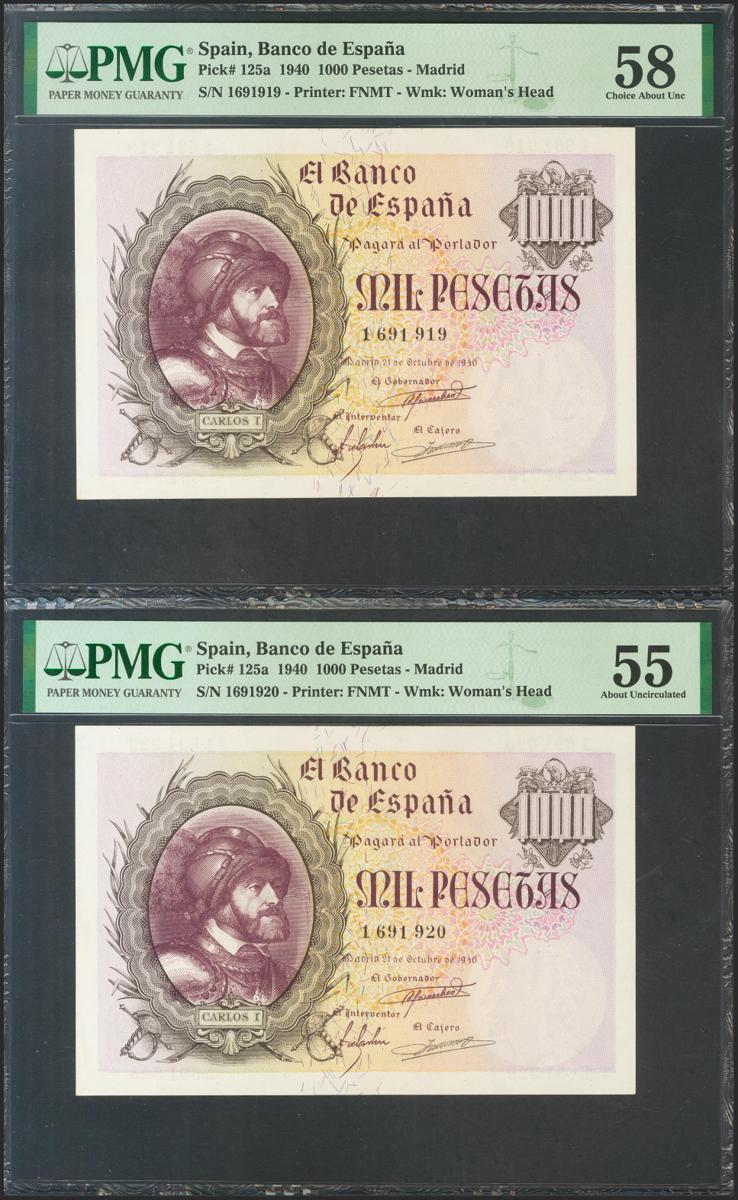 PMG®
PAPER MONEY GUARANTY
Spain, Banco de España
Pick# 125a 1940 1000 Pesetas - Madrid
S/N 1691919 - Printer: FNMT - Wmk: Woman's Head
58
Choice About Unc
El Banco
de España
1000
Pagará al Portador
MIL PESETAS
1 691 919
Madrid 21 de Octubre de 1940
El Gobernador
El Interventor
El Cajero
CARLOS I
PMG®
PAPER MONEY GUARANTY
Spain, Banco de España
Pick# 125a 1940 1000 Pesetas - Madrid
S/N 1691920 - Printer: FNMT - Wmk: Woman's Head
55
About Uncirculated
El Banco
de España
1000
Pagará al Portador
MIL PESETAS
1 691 920
Madrid 21 de Octubre de 1940
El Gobernador
El Interventor
El Cajero
CARLOS I